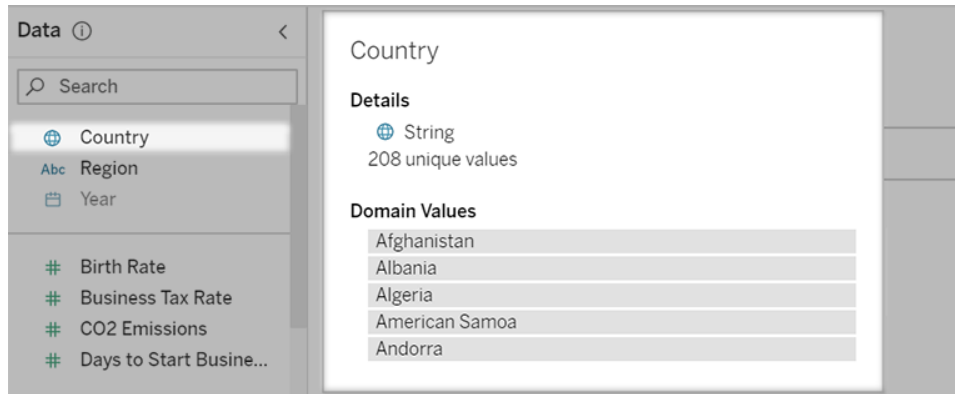 Data
Search
Country
Abc Region
Year
# Birth Rate
# Business Tax Rate
# CO2 Emissions
# Days to Start Busine...
Country
Details
String
208 unique values
Domain Values
Afghanistan
Albania
Algeria
American Samoa
Andorra